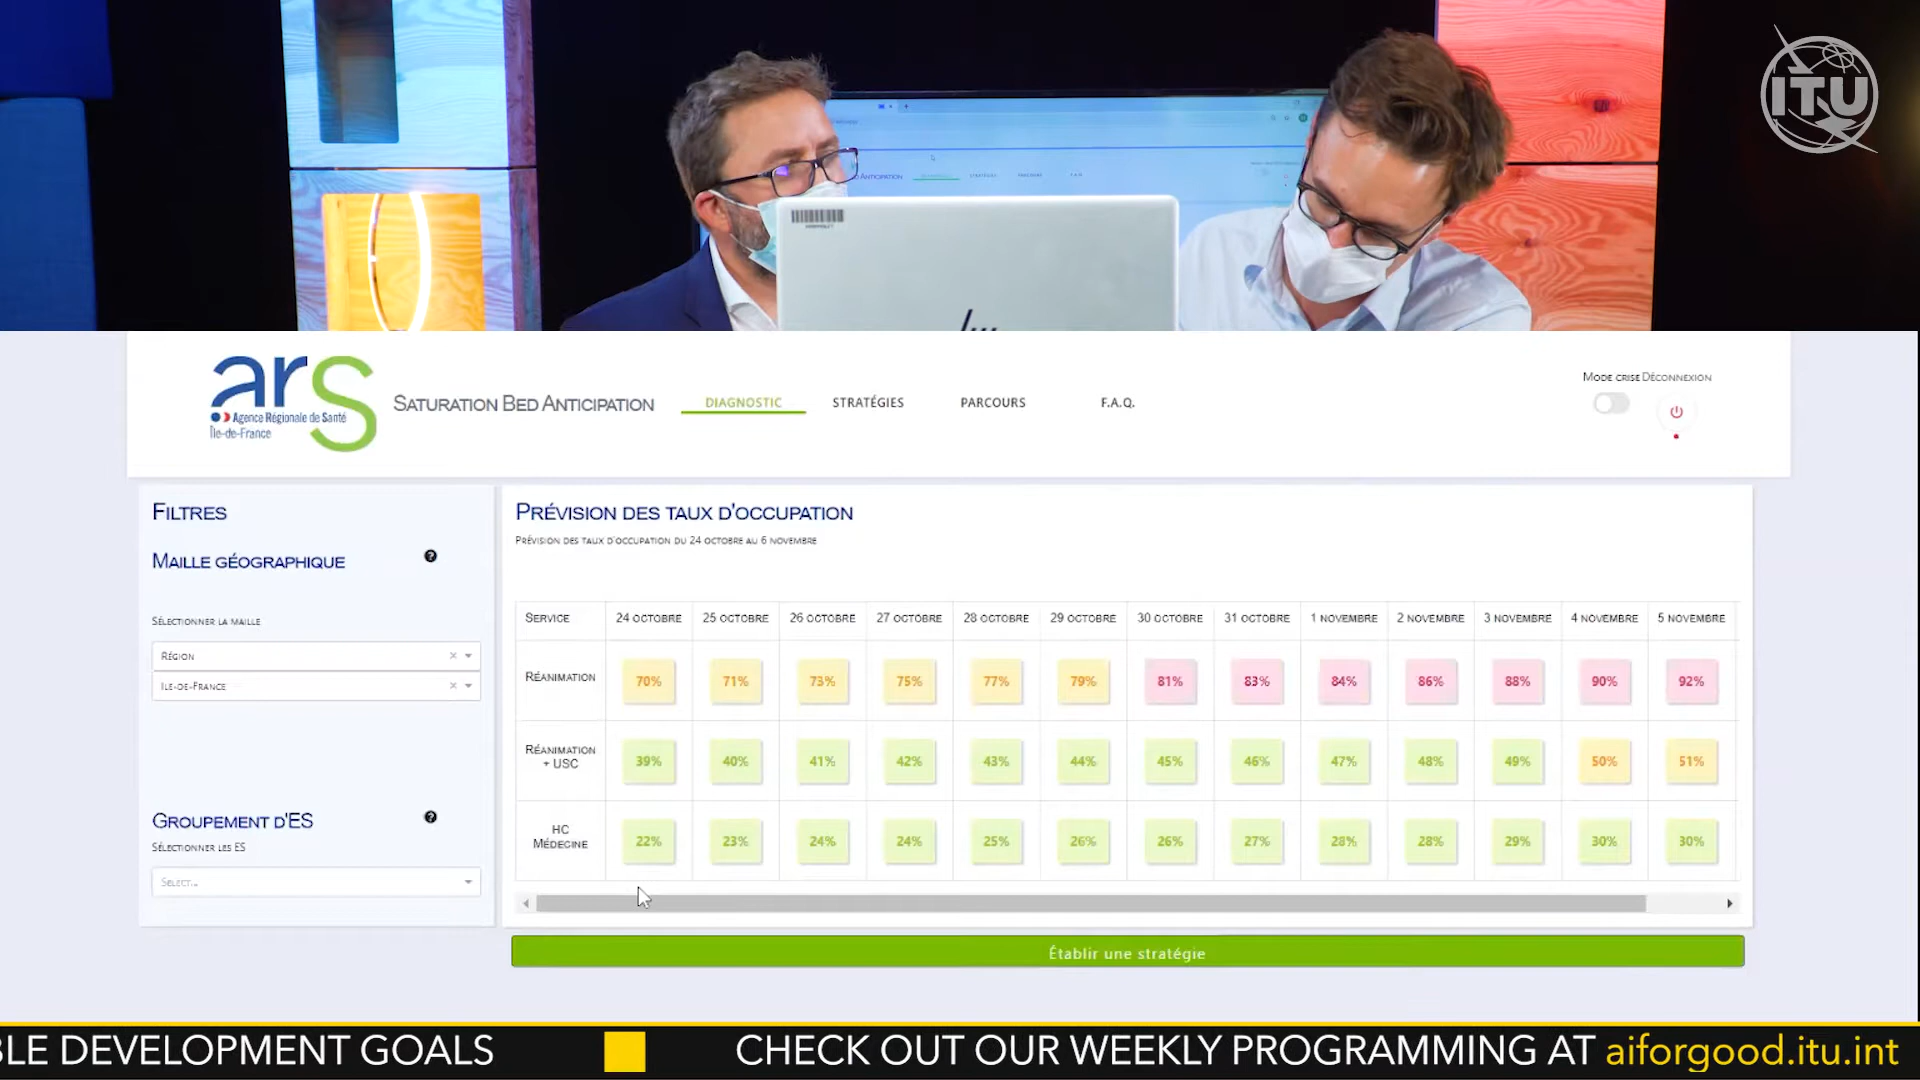 ITU
ars
Agence Régionale de Santé
Île-de-France
SATURATION BED ANTICIPATION
DIAGNOSTIC
STRATÉGIES
PARCOURS
F.A.Q.
MODE CRISE
DÉCONNEXION
FILTRES
MAILLE GÉOGRAPHIQUE
SÉLECTIONNER LA MAILLE
RÉGION
ILE-DE-FRANCE
GROUPEMENT D'ES
SÉLECTIONNER LES ES
SELECT...
PRÉVISION DES TAUX D'OCCUPATION
PRÉVISION DES TAUX D'OCCUPATION DU 24 OCTOBRE AU 6 NOVEMBRE
SERVICE 24 OCTOBRE 25 OCTOBRE 26 OCTOBRE 27 OCTOBRE 28 OCTOBRE 29 OCTOBRE 30 OCTOBRE 31 OCTOBRE 1 NOVEMBRE 2 NOVEMBRE 3 NOVEMBRE 4 NOVEMBRE 5 NOVEMBRE
RÉANIMATION 70% 71% 73% 75% 77% 79% 81% 83% 84% 86% 88% 90% 92%
RÉANIMATION
+ USC 39% 40% 41% 42% 43% 44% 45% 46% 47% 48% 49% 50% 51%
HC
MÉDECINE 22% 23% 24% 24% 25% 26% 26% 27% 28% 28% 29% 30% 30%
Établir une stratégie
BLE DEVELOPMENT GOALS
CHECK OUT OUR WEEKLY PROGRAMMING AT aiforgood.itu.int